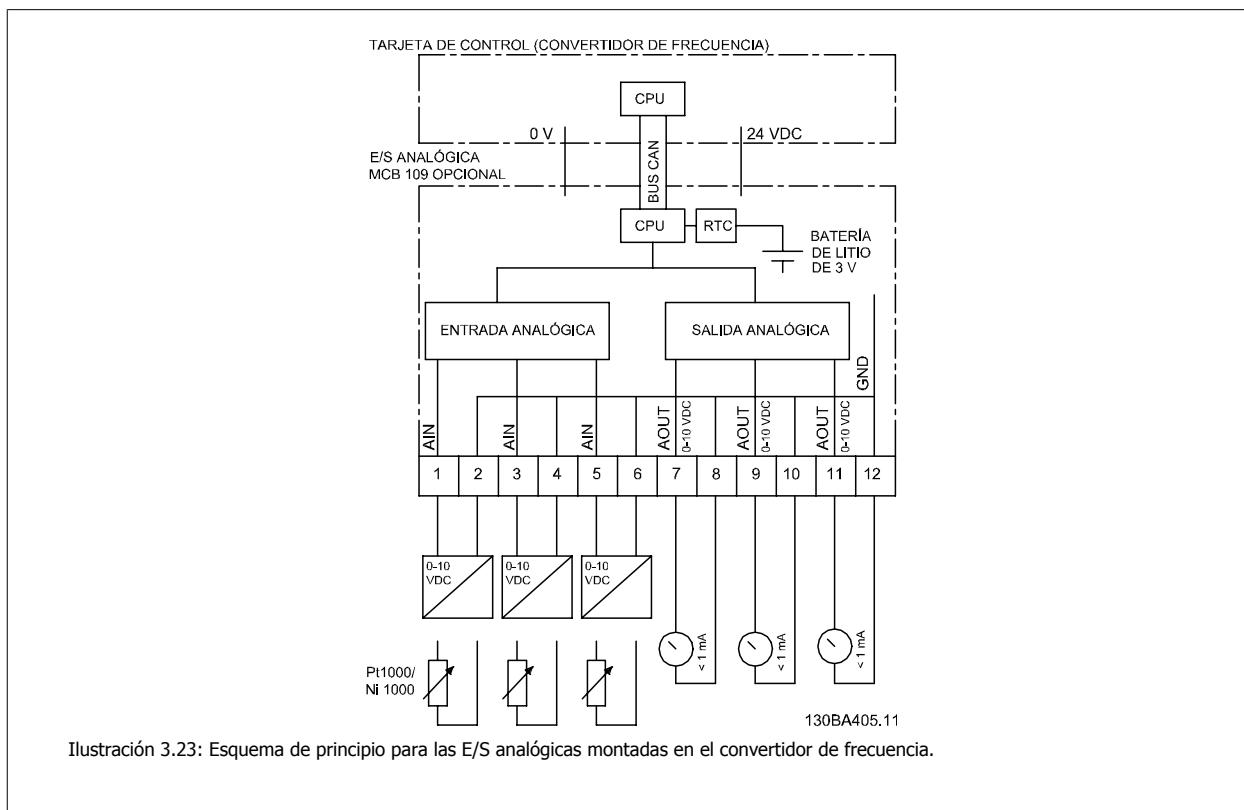 TARJETA DE CONTROL (CONVERTIDOR DE FRECUENCIA)
CPU
0 V
24 VDC
BUS CAN
E/S ANALÓGICA
MCB 109 OPCIONAL
CPU
RTC
BATERÍA
DE LITIO
DE 3 V
ENTRADA ANALÓGICA
SALIDA ANALÓGICA
GND
AIN
AIN
AIN
AOUT
0-10 VDC
AOUT
0-10 VDC
AOUT
0-10 VDC
1 2 3 4 5 6 7 8 9 10 11 12
0-10
VDC
0-10
VDC
0-10
VDC
< 1 mA
< 1 mA
< 1 mA
Pt1000/
Ni 1000
130BA405.11
Ilustración 3.23: Esquema de principio para las E/S analógicas montadas en el convertidor de frecuencia.